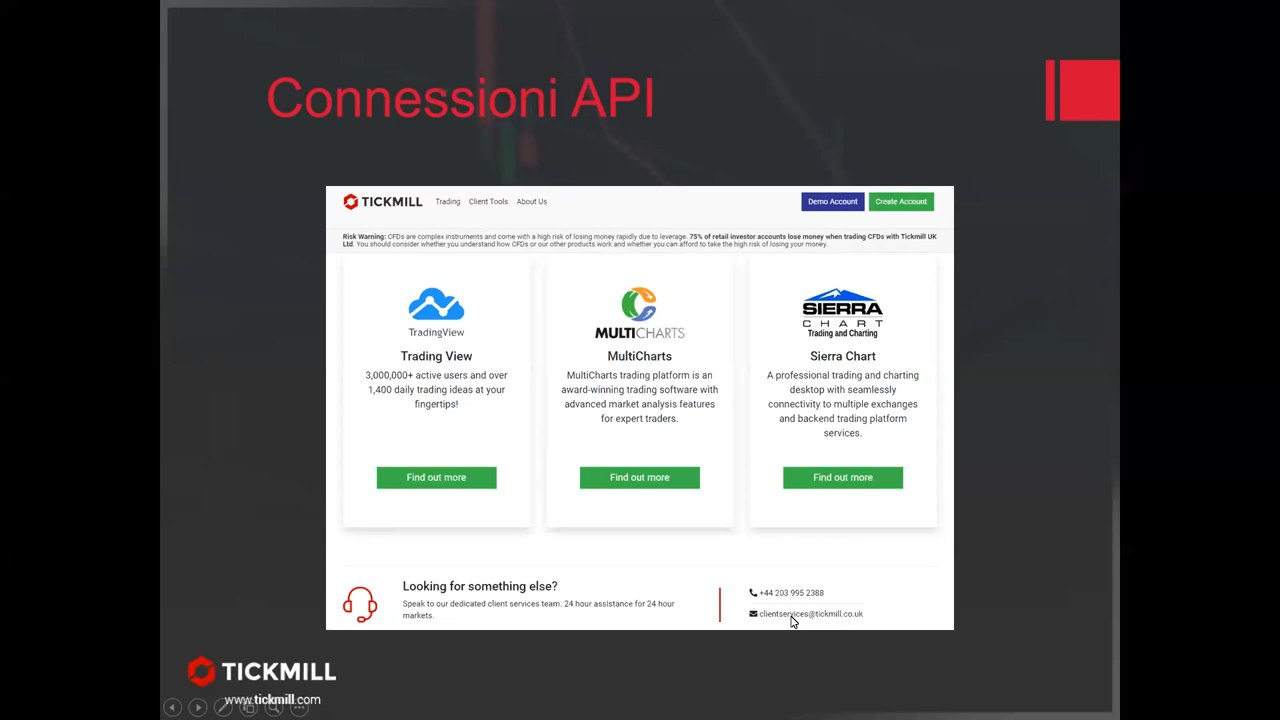 Connessioni API
TICKMILL Trading Client Tools About Us Demo Account Create Account
Risk Warning: CFDs are complex instruments and come with a high risk of losing money rapidly due to leverage. 75% of retail investor accounts lose money when trading CFDs with Tickmill UK
Ltd. You should consider whether you understand how CFDs or our other products work and whether you can afford to take the high risk of losing your money.
TradingView
Trading View
3,000,000+ active users and over
1,400 daily trading ideas at your
fingertips!
Find out more
MULTICHARTS
MultiCharts
MultiCharts trading platform is an
award-winning trading software with
advanced market analysis features
for expert traders.
Find out more
SIERRA
CHART
Trading and Charting
Sierra Chart
A professional trading and charting
desktop with seamlessly
connectivity to multiple exchanges
and backend trading platform
services.
Find out more
Looking for something else?
Speak to our dedicated client services team. 24 hour assistance for 24 hour
markets.
+44 203 995 2388
clientservices@tickmill.co.uk
TICKMILL
www.tickmill.com